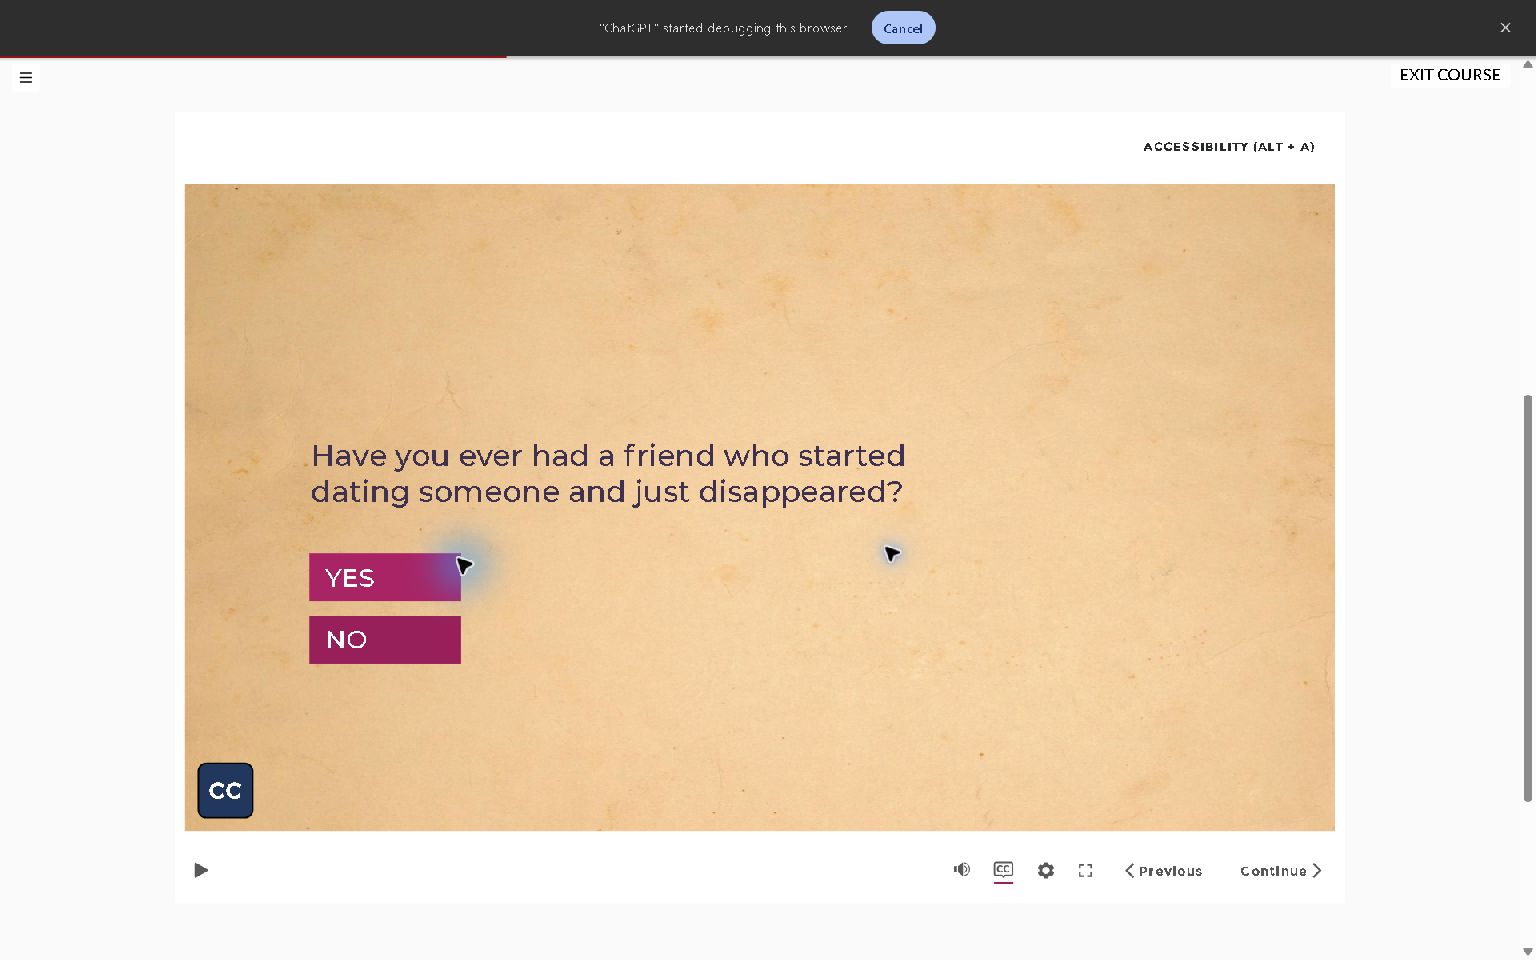 "ChatGPT" started debugging this browser
Cancel
EXIT COURSE
ACCESSIBILITY (ALT + A)
Have you ever had a friend who started
dating someone and just disappeared?
YES
NO
CC
CC
Previous
Continue